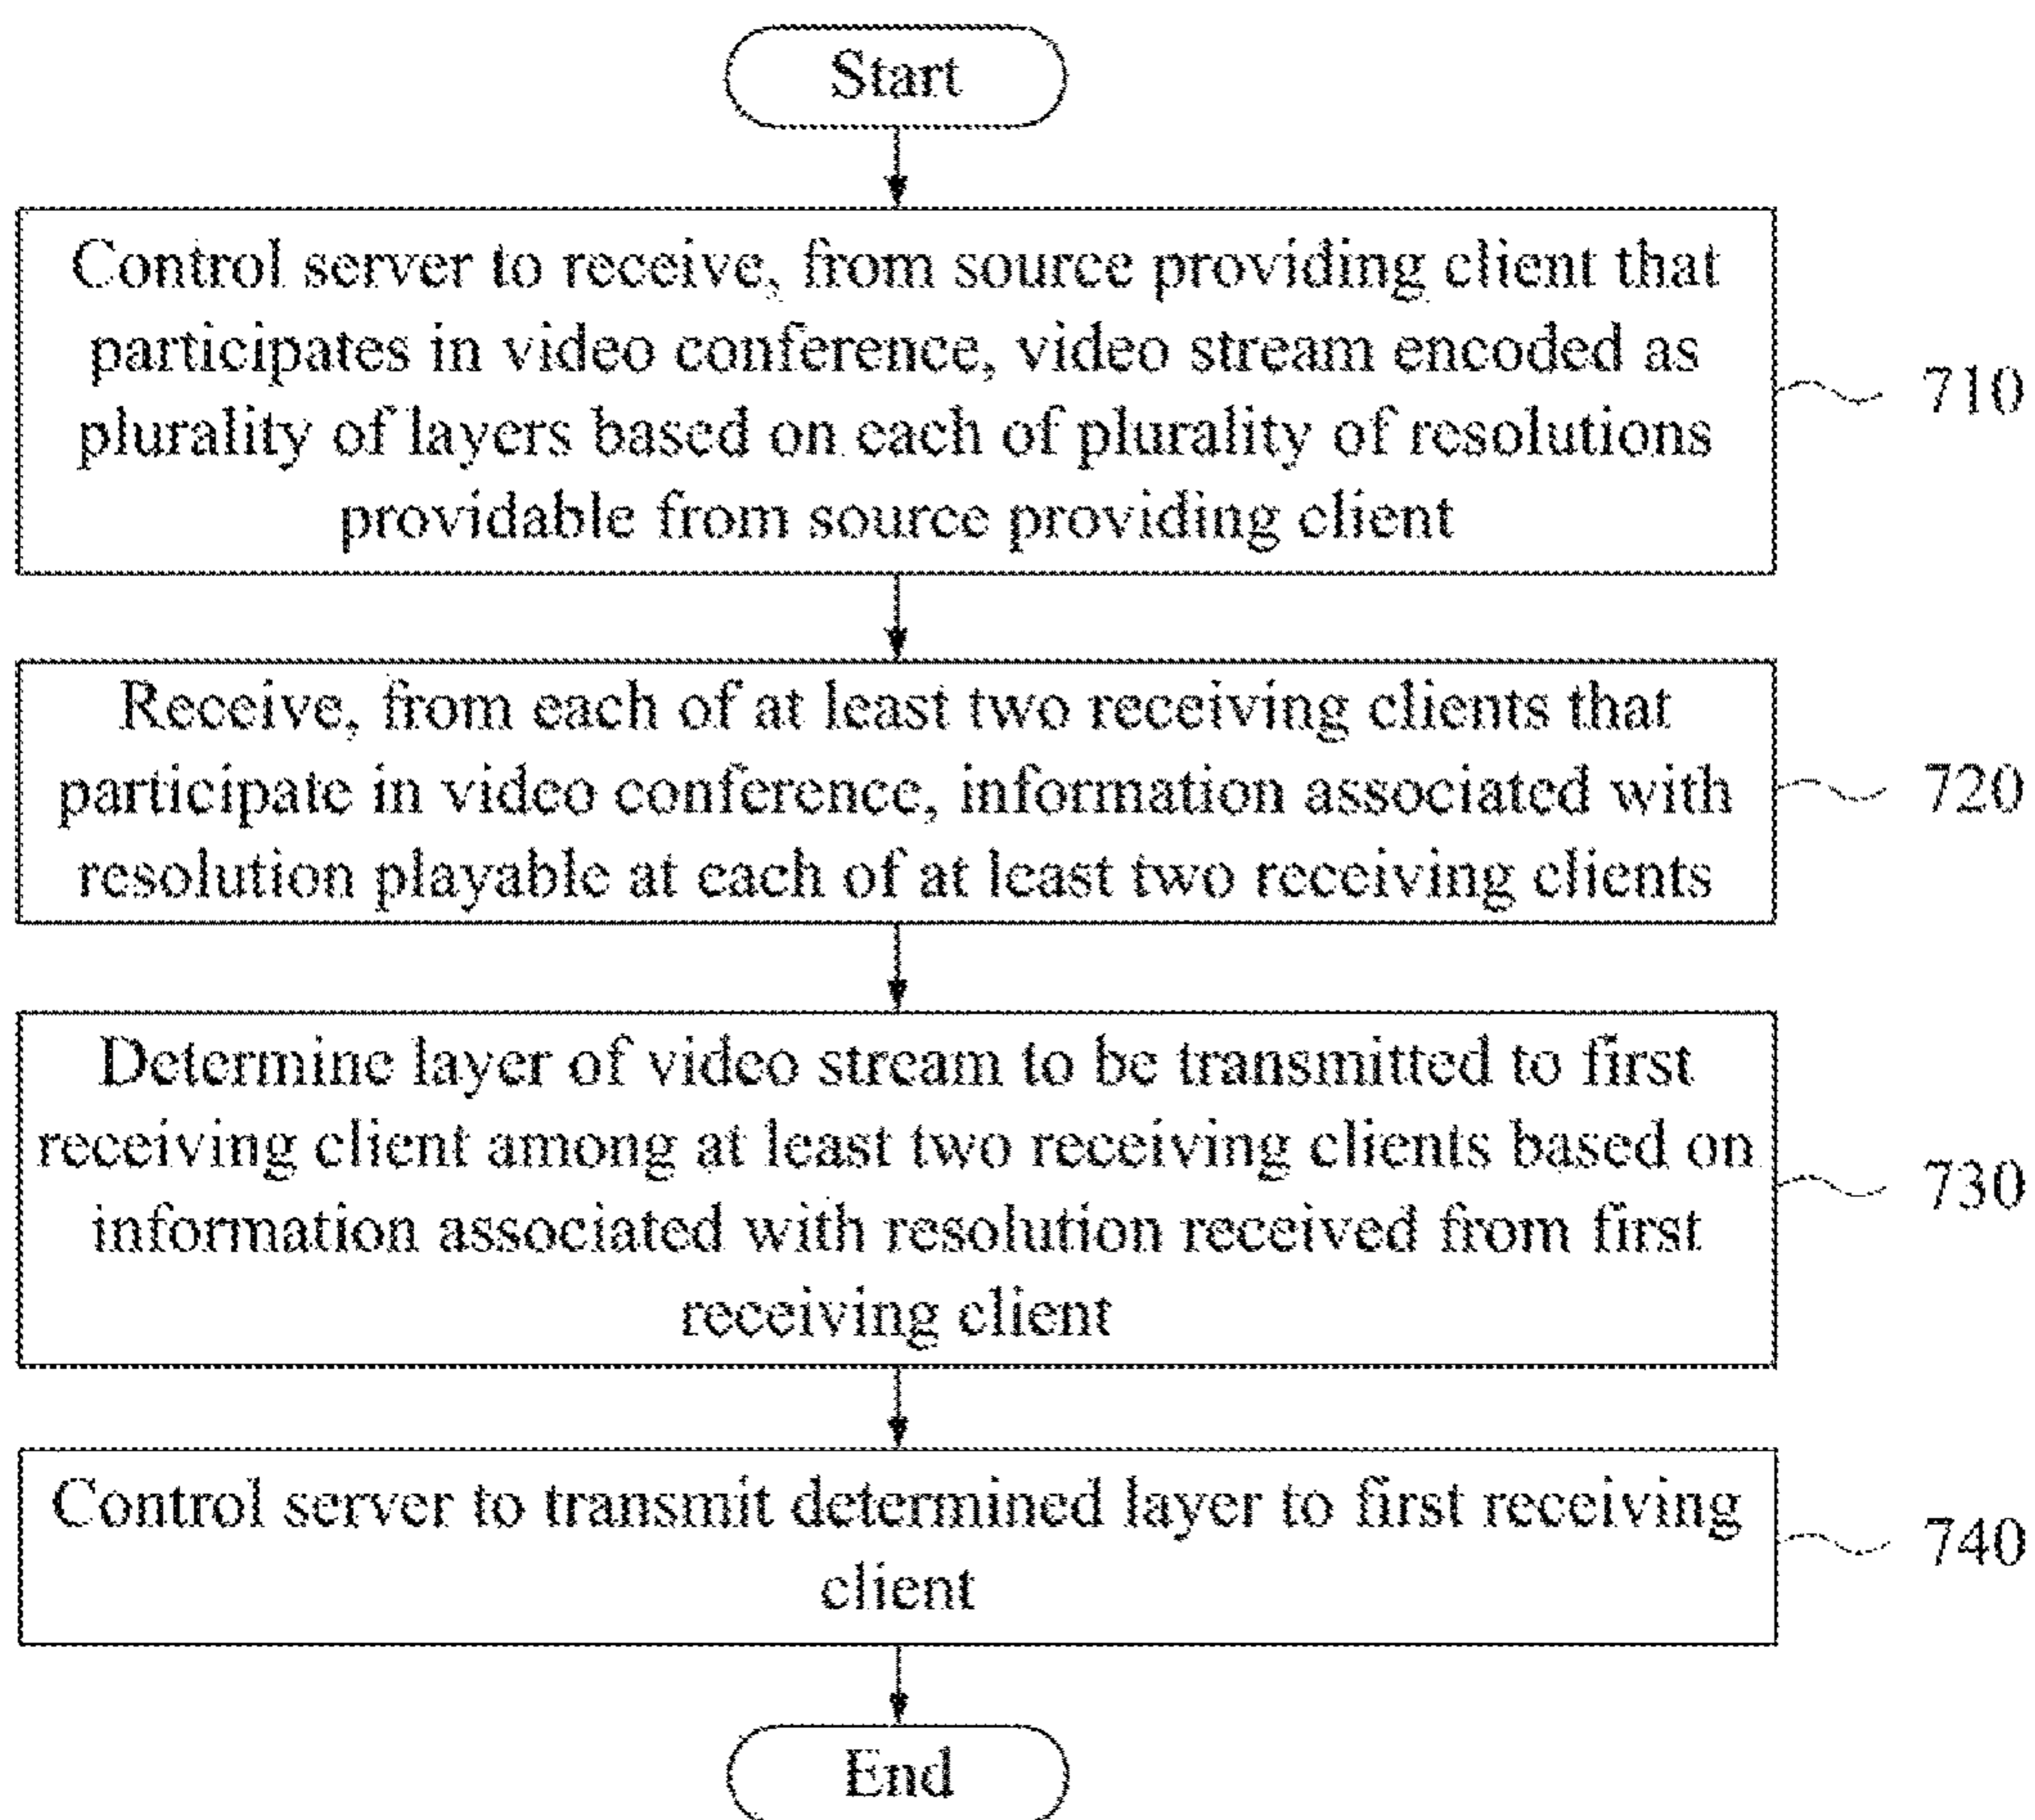 Start
Control server to receive, from source providing client that
participates in video conference, video stream encoded as
plurality of layers based on each of plurality of resolutions
providable from source providing client
710
Receive, from each of at least two receiving clients that
participate in video conference, information associated with
resolution playable at each of at least two receiving clients
720
Determine layer of video stream to be transmitted to first
receiving client among at least two receiving clients based on
information associated with resolution received from first
receiving client
730
Control server to transmit determined layer to first receiving
client
740
End